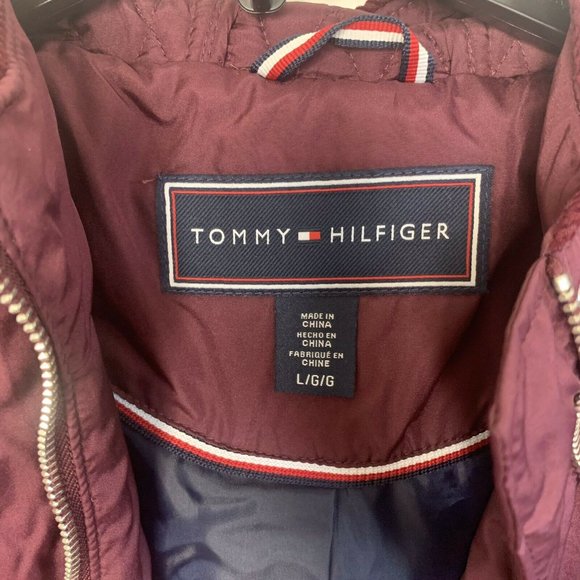 TOMMY HILFIGER
MADE IN
CHINA
HECHO EN
CHINA
FABRIQUÉ EN
CHINE
L/G/G